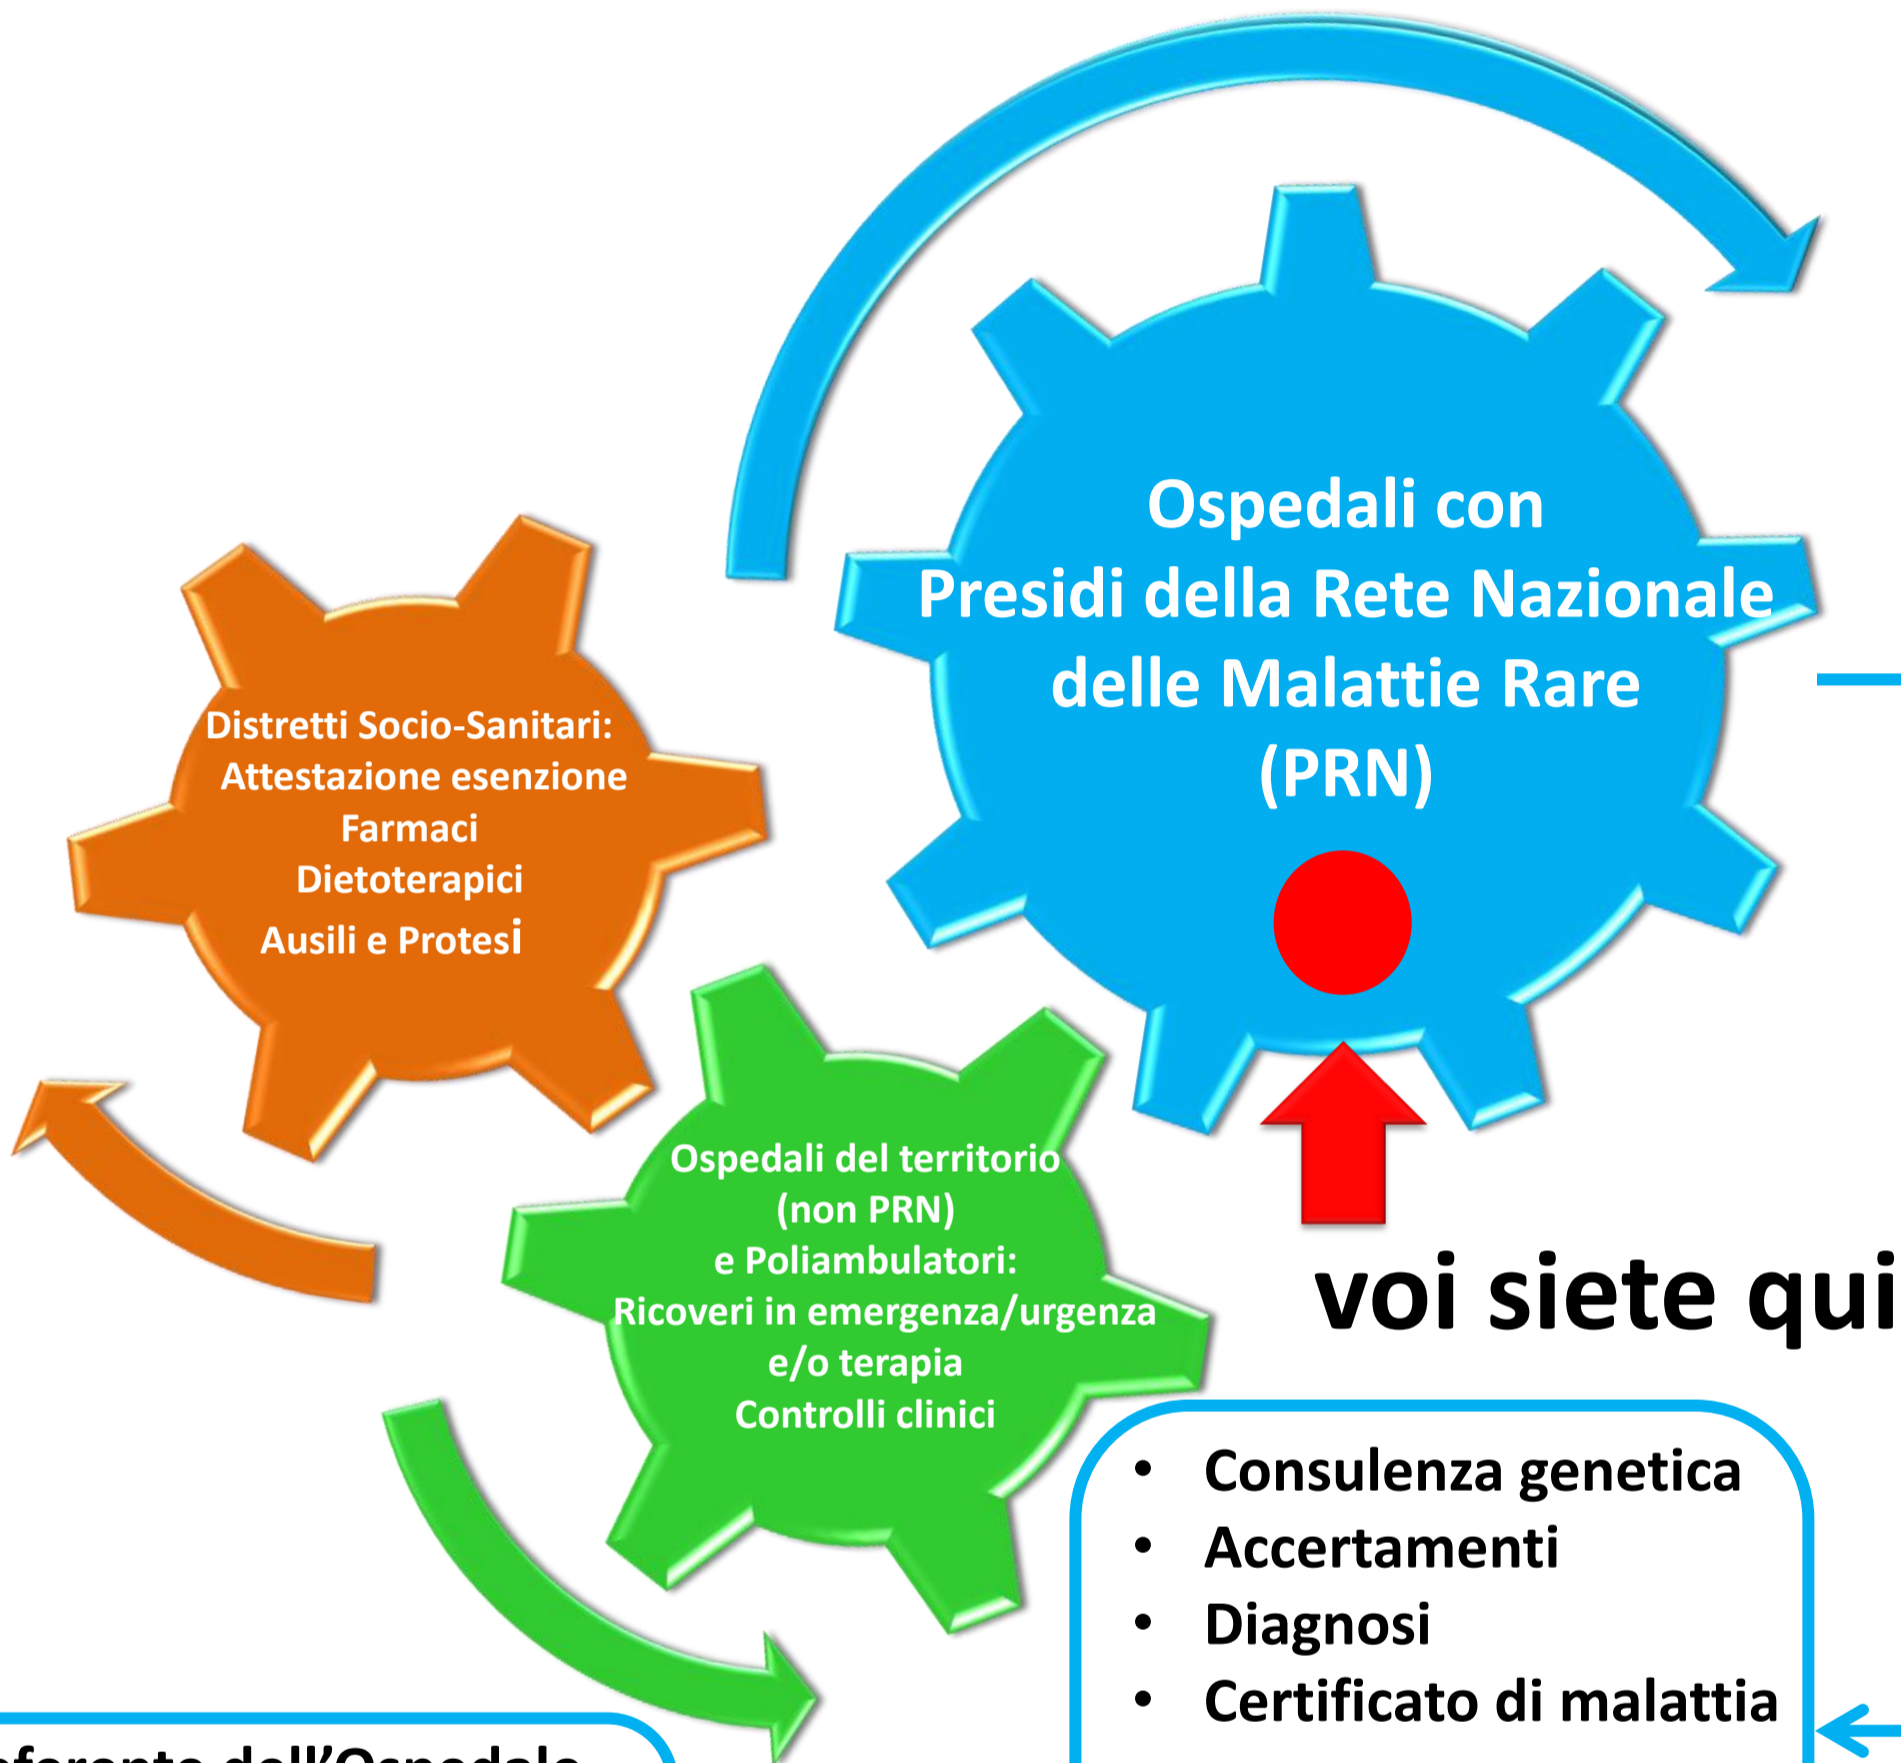 Ospedali con
Presidi della Rete Nazionale
delle Malattie Rare
(PRN)
Distretti Socio-Sanitari:
Attestazione esenzione
Farmaci
Dietoterapici
Ausili e Protesi
Ospedali del territorio
(non PRN)
e Poliambulatori:
Ricoveri in emergenza/urgenza
e/o terapia
Controlli clinici
voi siete qui
• Consulenza genetica
• Accertamenti
• Diagnosi
• Certificato di malattia
dell'Ospedale